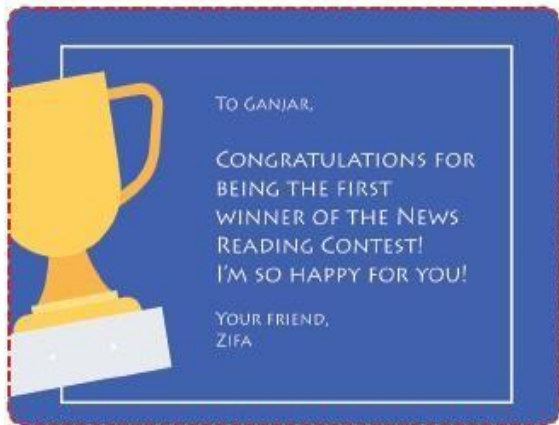 To Ganjar,
Congratulations for
being the first
winner of the News
Reading Contest!
I'm so happy for you!
Your friend,
Zifa